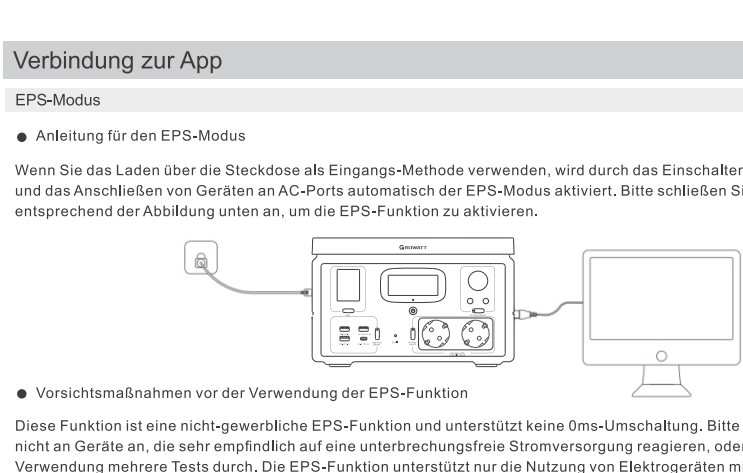 Verbindung zur App
EPS-Modus
● Anleitung für den EPS-Modus
Wenn Sie das Laden über die Steckdose als Eingangs-Methode verwenden, wird durch das Einschalten
und das Anschließen von Geräten an AC-Ports automatisch der EPS-Modus aktiviert. Bitte schließen Si
entsprechend der Abbildung unten an, um die EPS-Funktion zu aktivieren.
GROWATT
● Vorsichtsmaßnahmen vor der Verwendung der EPS-Funktion
Diese Funktion ist eine nicht-gewerbliche EPS-Funktion und unterstützt keine 0ms-Umschaltung. Bitte
nicht an Geräte an, die sehr empfindlich auf eine unterbrechungsfreie Stromversorgung reagieren, oder
Verwendung mehrere Tests durch. Die EPS-Funktion unterstützt nur die Nutzung von Elektrogeräten m